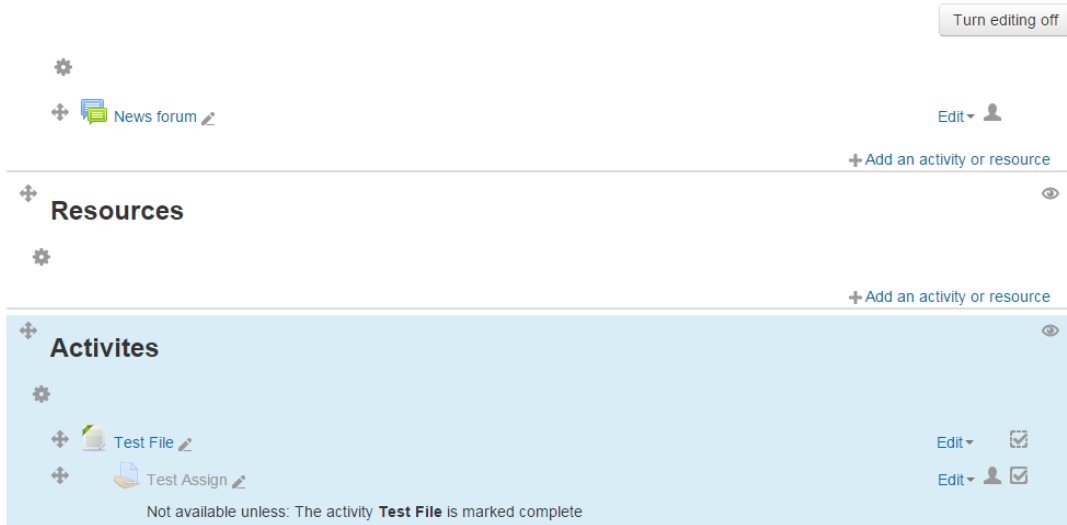 Turn editing off
News forum
Edit
Add an activity or resource
Resources
Add an activity or resource
Activites
Test File
Edit
Test Assign
Edit
Not available unless: The activity Test File is marked complete